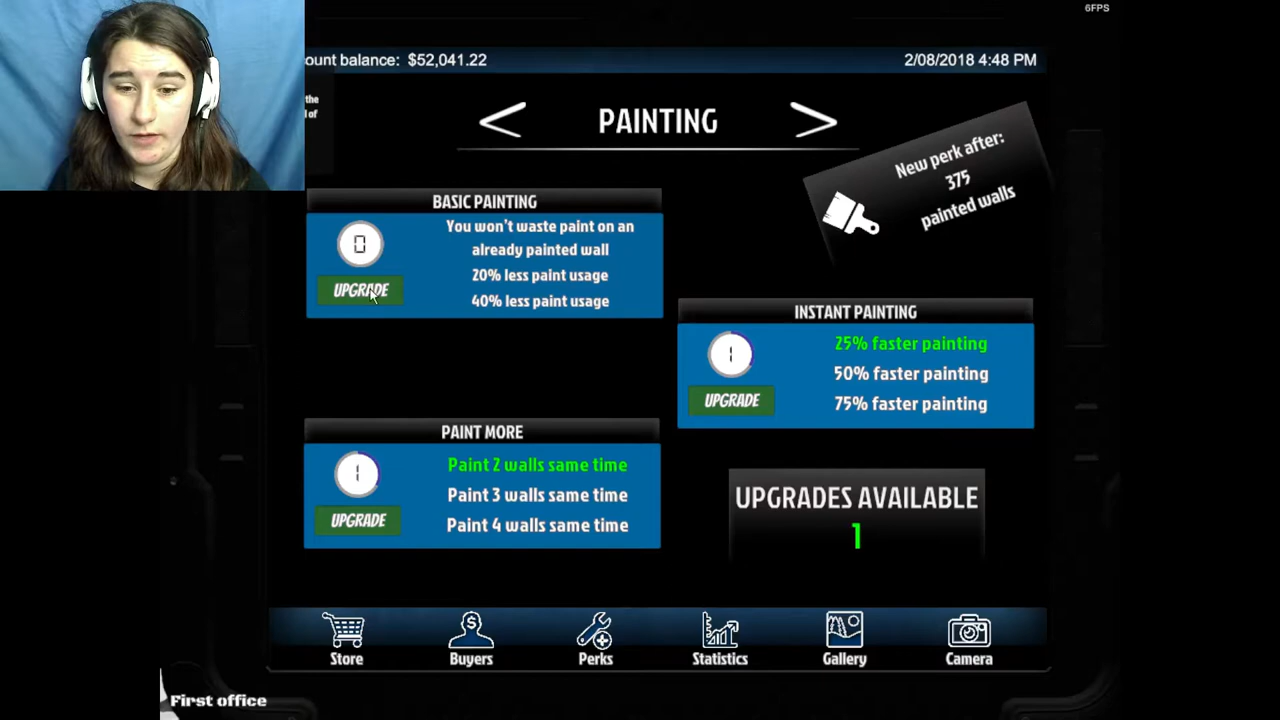 6FPS
ount balance: $52,041.22
2/08/2018 4:48 PM
the
of
< PAINTING >
New perk after:
375
painted walls
BASIC PAINTING
0
UPGRADE
You won't waste paint on an
already painted wall
20% less paint usage
40% less paint usage
INSTANT PAINTING
1
UPGRADE
25% faster painting
50% faster painting
75% faster painting
PAINT MORE
1
UPGRADE
Paint 2 walls same time
Paint 3 walls same time
Paint 4 walls same time
UPGRADES AVAILABLE
1
Store
Buyers
Perks
Statistics
Gallery
Camera
First office